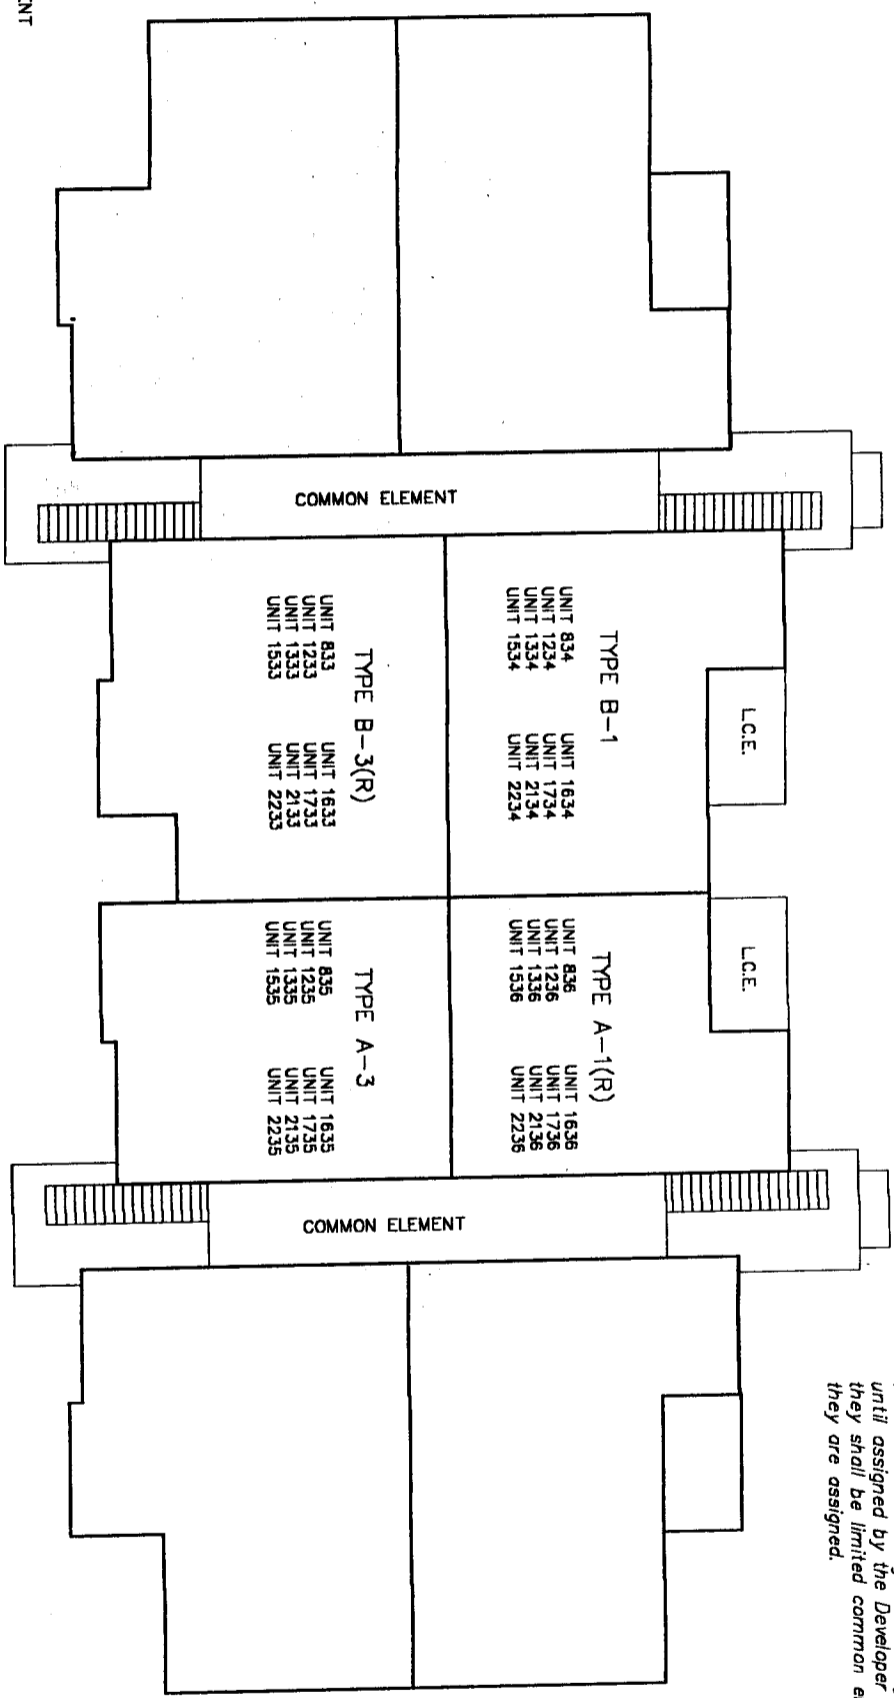 ENT
until assigned by the Developer
they shall be limited common e
they are assigned.
COMMON ELEMENT
TYPE B-1
UNIT 834 UNIT 1634
UNIT 1234 UNIT 1734
UNIT 1334 UNIT 2134
UNIT 1534 UNIT 2234
L.C.E.
TYPE B-3(R)
UNIT 833 UNIT 1633
UNIT 1233 UNIT 1733
UNIT 1333 UNIT 2133
UNIT 1533 UNIT 2233
L.C.E.
TYPE A-1(R)
UNIT 836 UNIT 1636
UNIT 1236 UNIT 1736
UNIT 1336 UNIT 2136
UNIT 1536 UNIT 2236
TYPE A-3
UNIT 835 UNIT 1635
UNIT 1235 UNIT 1735
UNIT 1335 UNIT 2135
UNIT 1535 UNIT 2235
COMMON ELEMENT